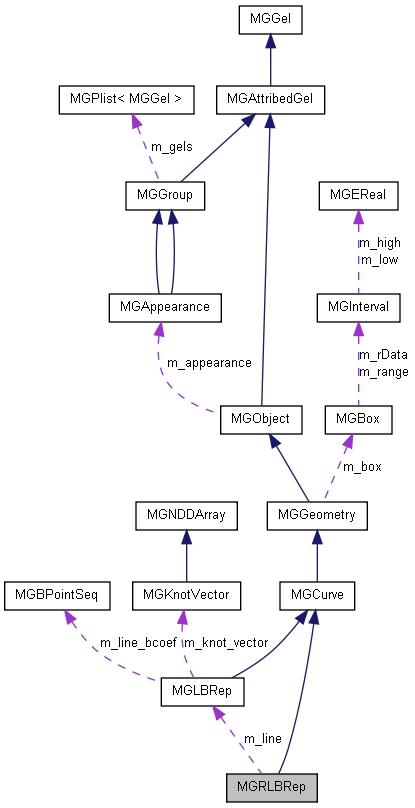 MGGel
MGPlist< MGGel >
MGAttribedGel
m_gels
MGGroup
MGEReal
m_high
m_low
MGAppearance
MGInterval
m_appearance
m_rData
m_range
MGObject
MGBox
m_box
MGNDDArray
MGGeometry
MGBPointSeq
MGKnotVector
MGCurve
m_line_bcoef
m_knot_vector
MGLBRep
m_line
MGRLBRep